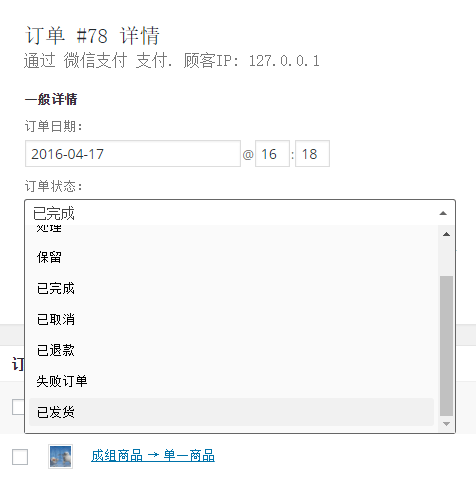 订单 #78 详情
通过 微信支付 支付. 顾客IP: 127.0.0.1
一般详情
订单日期:
2016-04-17 @ 16 : 18
订单状态:
已完成
处理
保留
已完成
已取消
已退款
失败订单
已发货
成组商品 → 单一商品